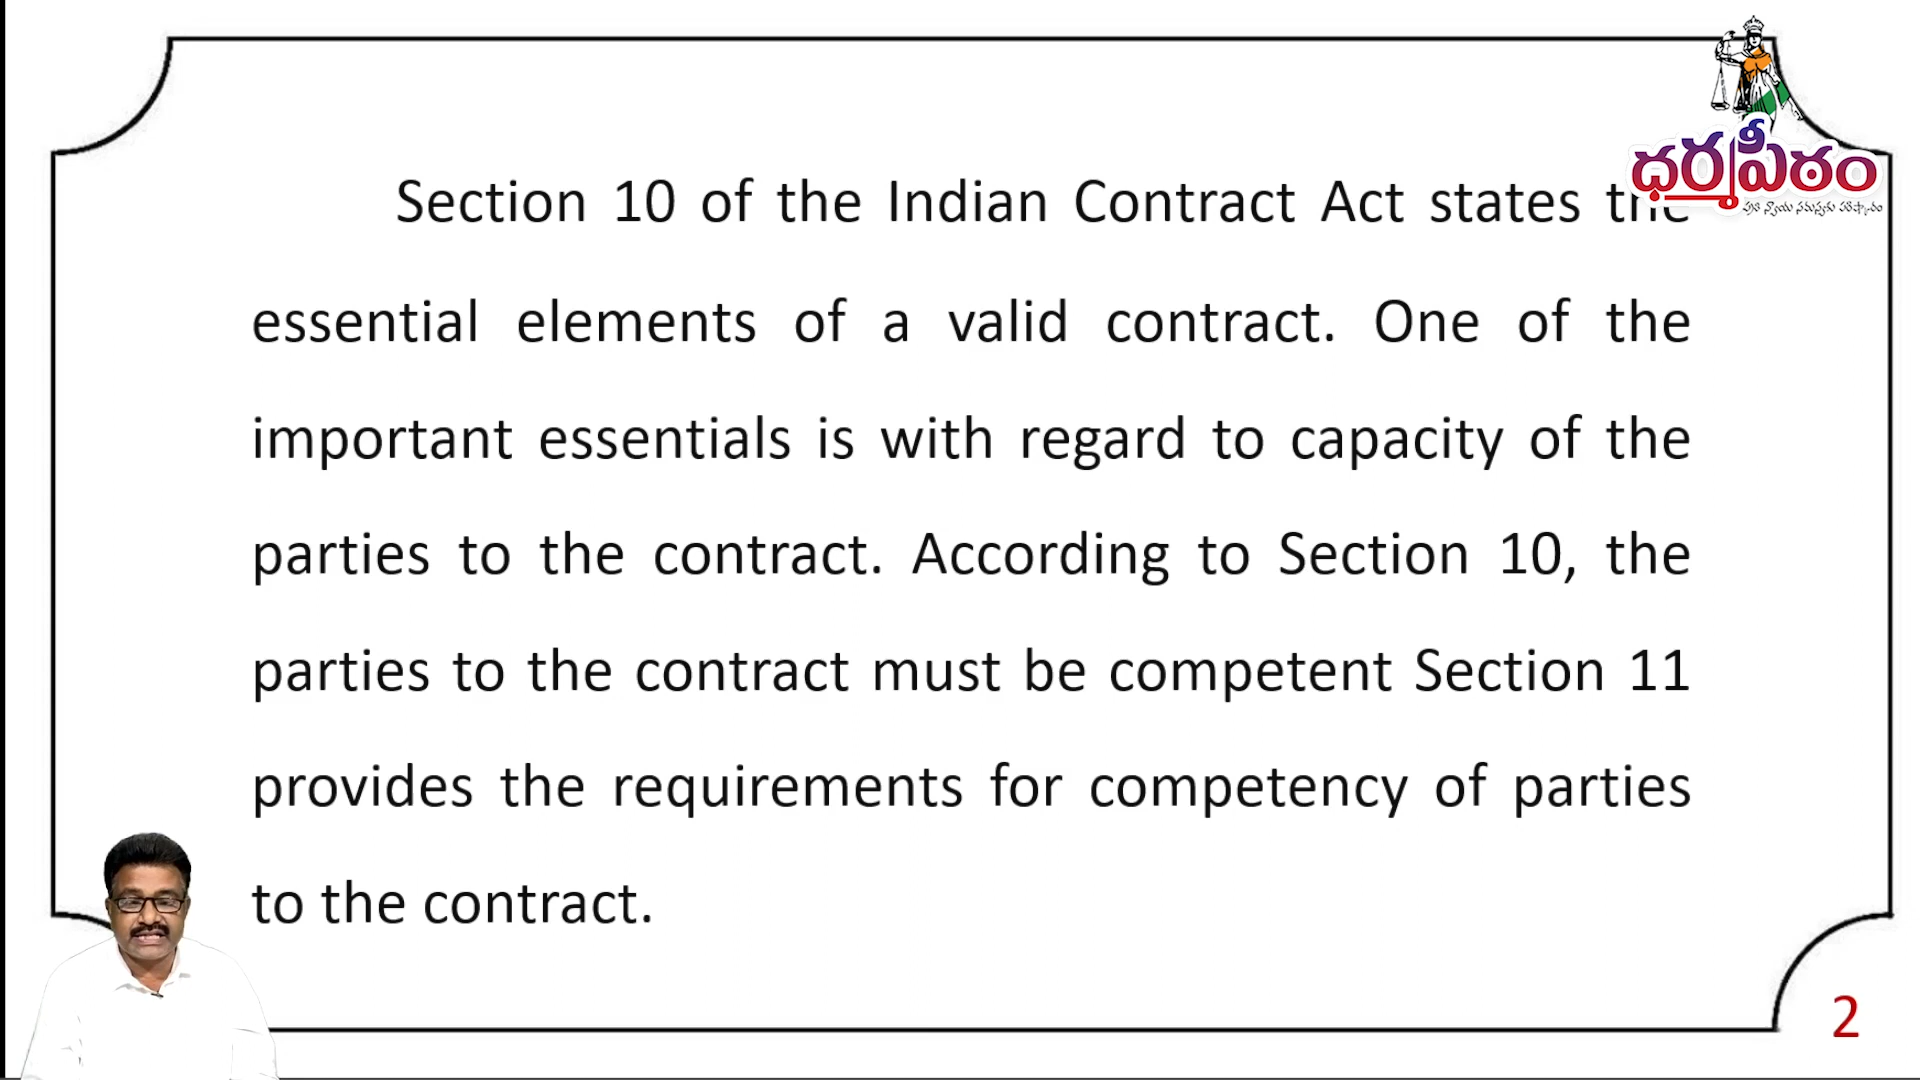 Section 10 of the Indian Contract Act states the
essential elements of a valid contract. One of the
important essentials is with regard to capacity of the
parties to the contract. According to Section 10, the
parties to the contract must be competent Section 11
provides the requirements for competency of parties
to the contract.
ధర్మపీఠం
మీ న్యాయ సమస్యకు పరిష్కారం
2